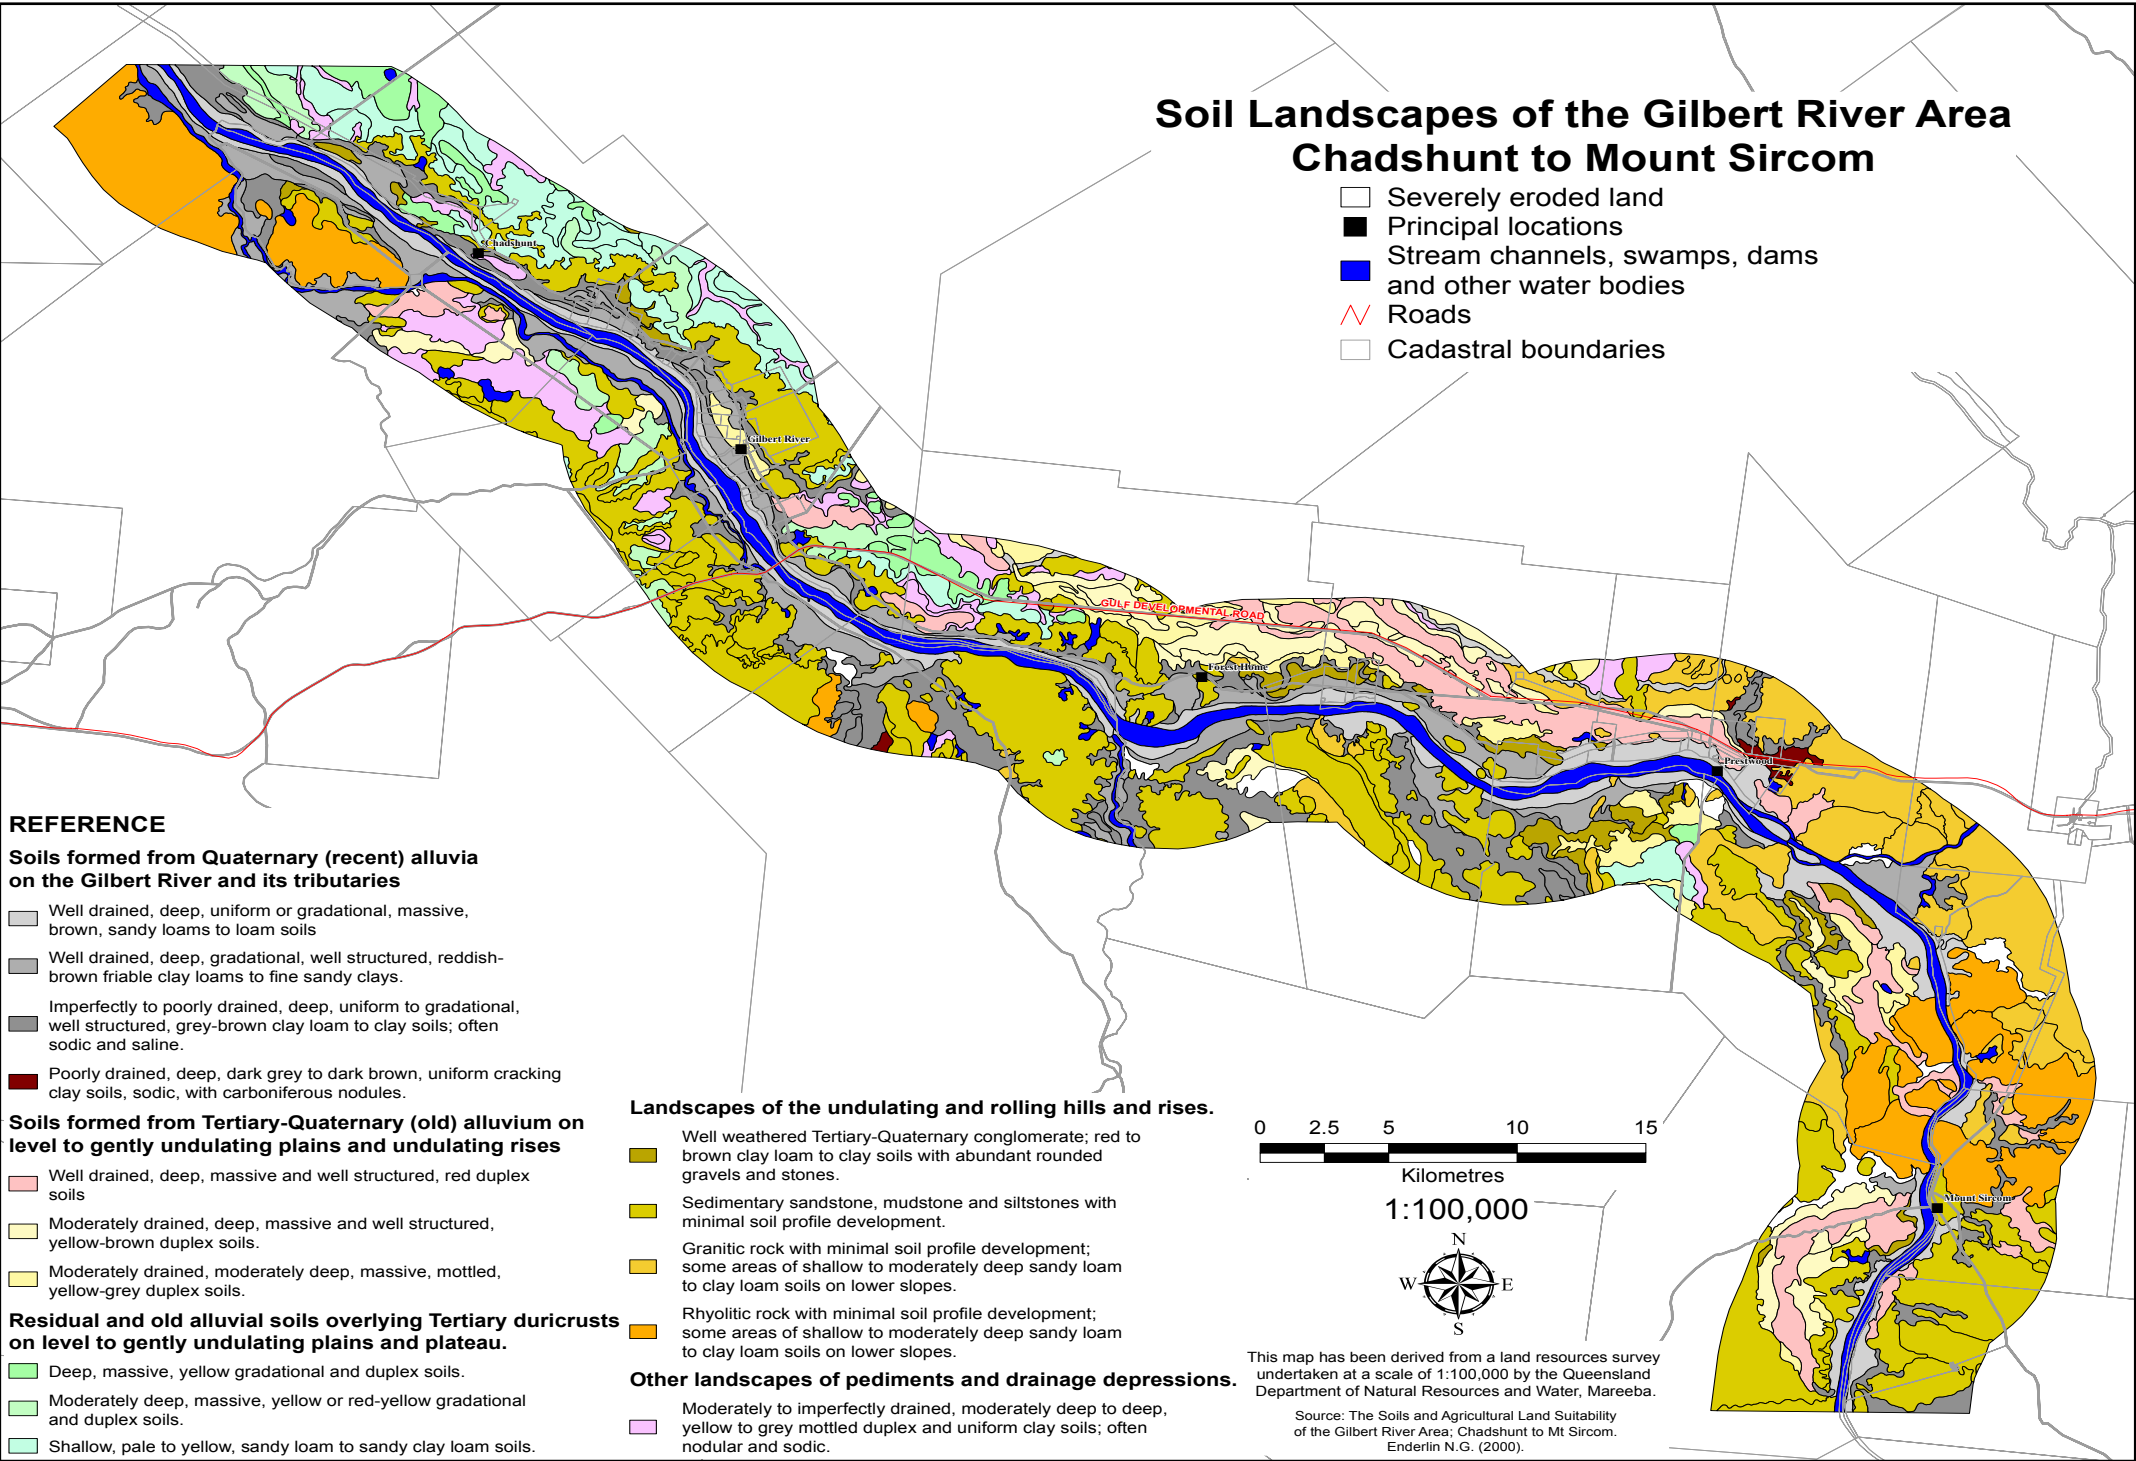 Soil Landscapes of the Gilbert River Area
Chadshunt to Mount Sircom
Severely eroded land
Principal locations
Stream channels, swamps, dams
and other water bodies
Roads
Cadastral boundaries
Chadshunt
Gilbert River
GULF DEVELOPMENTAL ROAD
Forest Home
Prestwood
Mount Sircom
REFERENCE
Soils formed from Quaternary (recent) alluvia
on the Gilbert River and its tributaries
Well drained, deep, uniform or gradational, massive,
brown, sandy loams to loam soils
Well drained, deep, gradational, well structured, reddish-
brown friable clay loams to fine sandy clays.
Imperfectly to poorly drained, deep, uniform to gradational,
well structured, grey-brown clay loam to clay soils; often
sodic and saline.
Poorly drained, deep, dark grey to dark brown, uniform cracking
clay soils, sodic, with carboniferous nodules.
Soils formed from Tertiary-Quaternary (old) alluvium on
level to gently undulating plains and undulating rises
Well drained, deep, massive and well structured, red duplex
soils
Moderately drained, deep, massive and well structured,
yellow-brown duplex soils.
Moderately drained, moderately deep, massive, mottled,
yellow-grey duplex soils.
Residual and old alluvial soils overlying Tertiary duricrusts
on level to gently undulating plains and plateau.
Deep, massive, yellow gradational and duplex soils.
Moderately deep, massive, yellow or red-yellow gradational
and duplex soils.
Shallow, pale to yellow, sandy loam to sandy clay loam soils.
Landscapes of the undulating and rolling hills and rises.
Well weathered Tertiary-Quaternary conglomerate; red to
brown clay loam to clay soils with abundant rounded
gravels and stones.
Sedimentary sandstone, mudstone and siltstones with
minimal soil profile development.
Granitic rock with minimal soil profile development;
some areas of shallow to moderately deep sandy loam
to clay loam soils on lower slopes.
Rhyolitic rock with minimal soil profile development;
some areas of shallow to moderately deep sandy loam
to clay loam soils on lower slopes.
Other landscapes of pediments and drainage depressions.
Moderately to imperfectly drained, moderately deep to deep,
yellow to grey mottled duplex and uniform clay soils; often
nodular and sodic.
0 2.5 5 10 15
Kilometres
1:100,000
N
W E
S
This map has been derived from a land resources survey
undertaken at a scale of 1:100,000 by the Queensland
Department of Natural Resources and Water, Mareeba.
Source: The Soils and Agricultural Land Suitability
of the Gilbert River Area; Chadshunt to Mt Sircom.
Enderlin N.G. (2000).